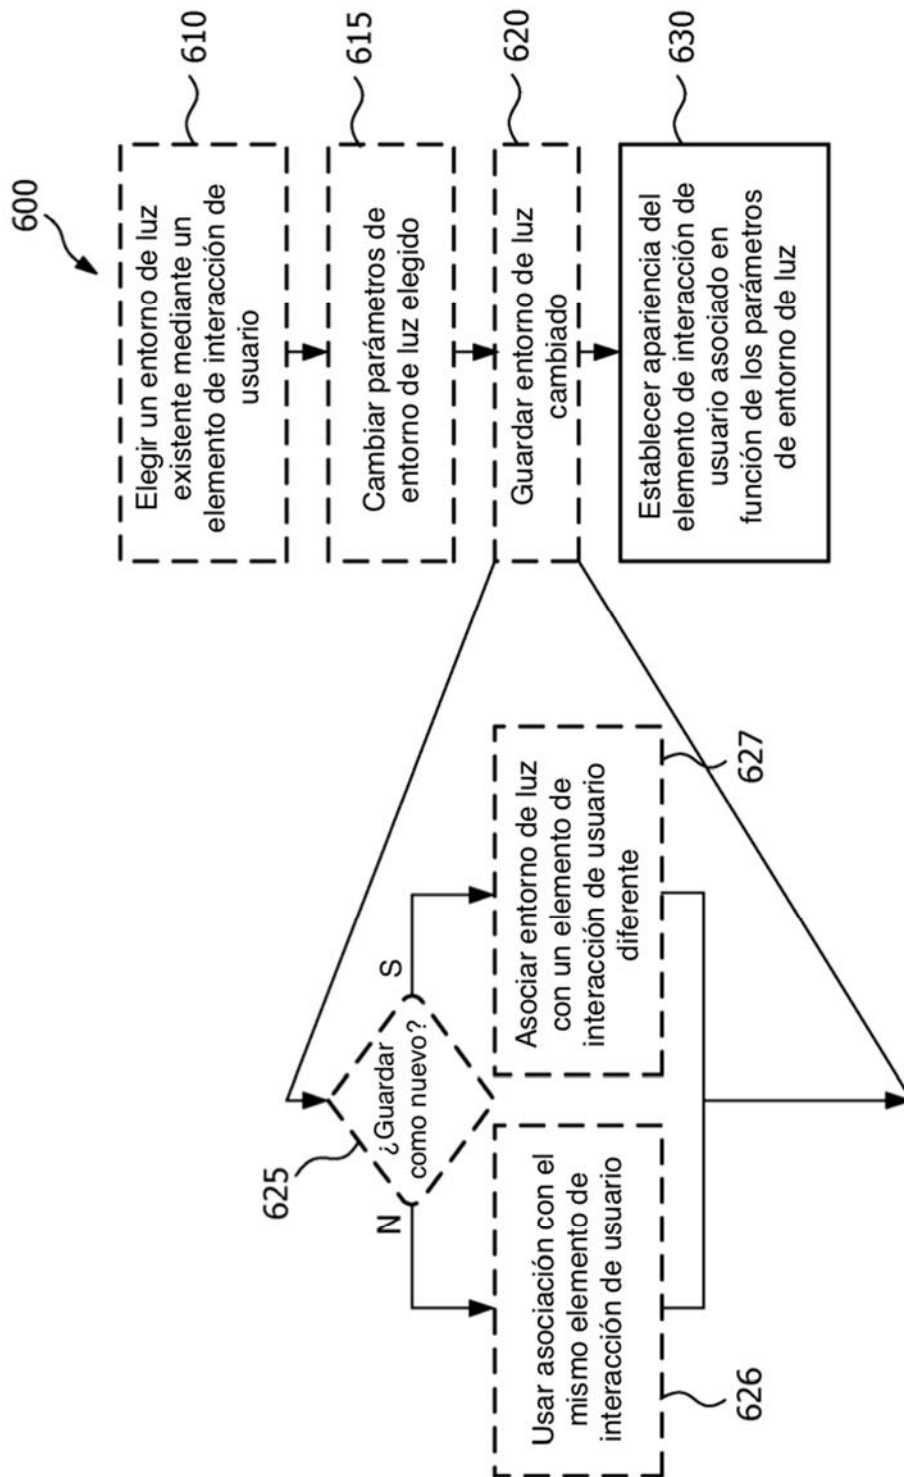 600
Elegir un entorno de luz
existente mediante un
elemento de interacción de
usuario
610
Cambiar parámetros de
entorno de luz elegido
615
Guardar entorno de luz
cambiado
620
Establecer apariencia del
elemento de interacción de
usuario asociado en
función de los parámetros
de entorno de luz
630
625
¿Guardar
como nuevo?
N
S
Usar asociación con el
mismo elemento de
interacción de usuario
626
Asociar entorno de luz
con un elemento de
interacción de usuario
diferente
627